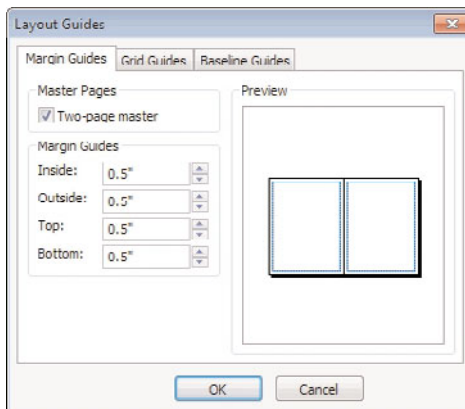 Layout Guides
Margin Guides Grid Guides Baseline Guides
Master Pages
Two-page master
Margin Guides
Inside: 0.5"
Outside: 0.5"
Top: 0.5"
Bottom: 0.5"
Preview
OK Cancel